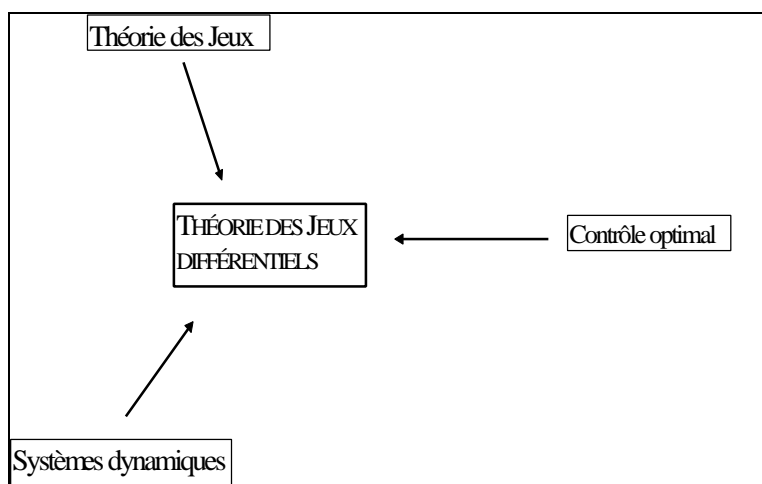 Théorie des Jeux
THÉORIE DES JEUX
DIFFÉRENTIELS
Contrôle optimal
Systèmes dynamiques